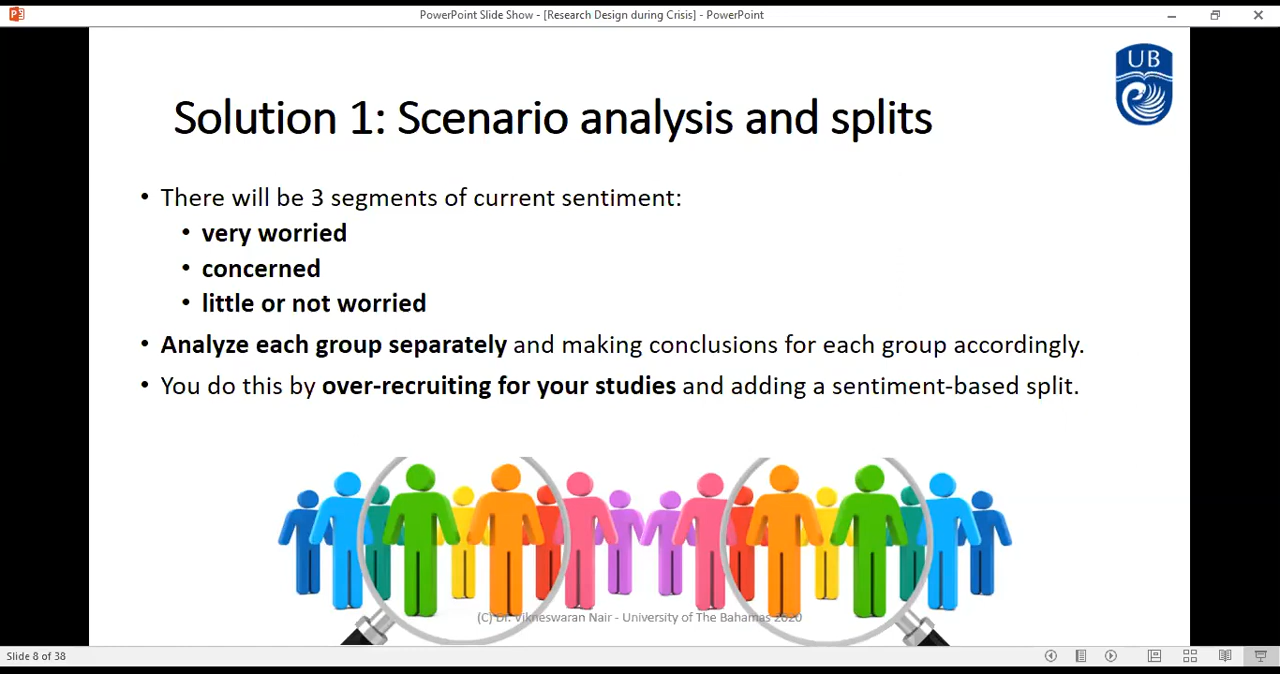 PowerPoint Slide Show - [Research Design during Crisis] - PowerPoint
UB
Solution 1: Scenario analysis and splits
• There will be 3 segments of current sentiment:
• very worried
• concerned
• little or not worried
• Analyze each group separately and making conclusions for each group accordingly.
• You do this by over-recruiting for your studies and adding a sentiment-based split.
(C) Dr. Vikneswaran Nair - University of The Bahamas 2020
Slide 8 of 38